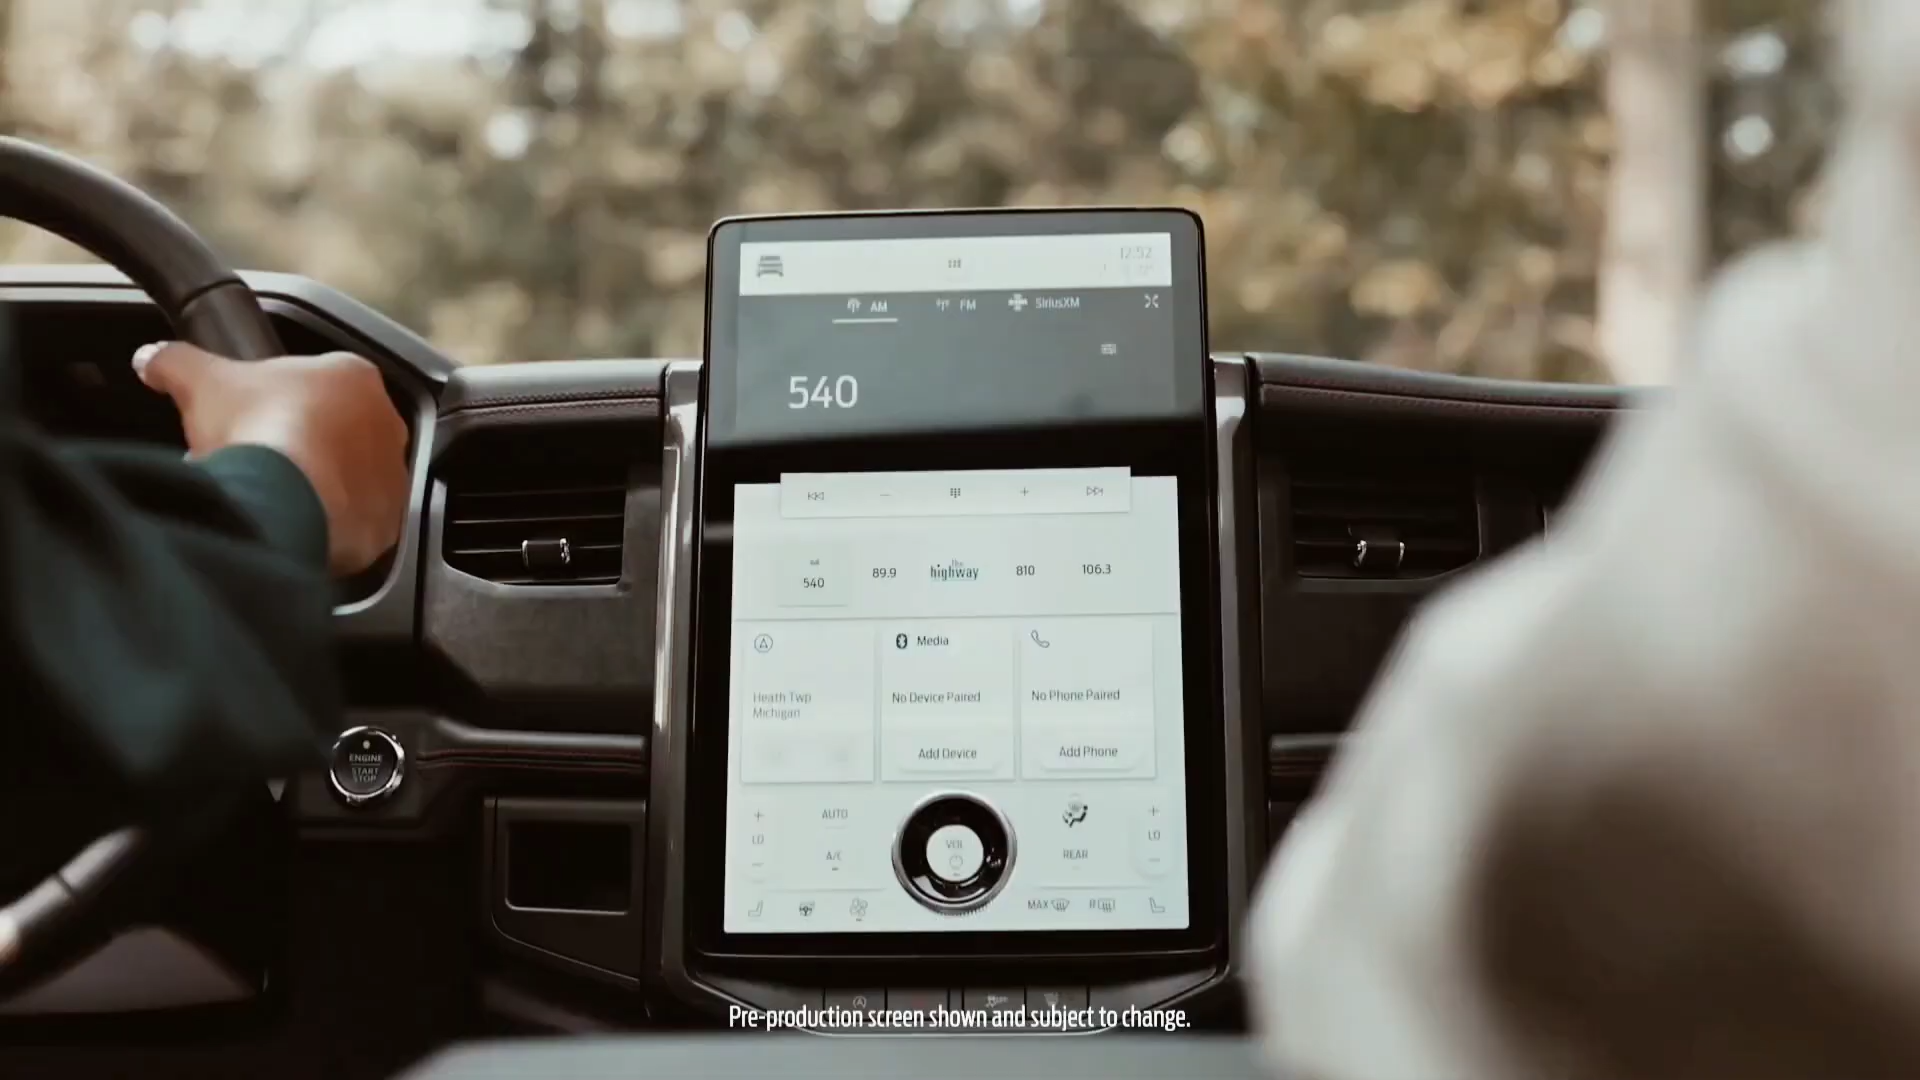 12:52
AM
FM
SiriusXM
540
540
89.9
the
highway
810
106.3
Media
Heath Twp
Michigan
No Device Paired
No Phone Paired
Add Device
Add Phone
AUTO
LO
A/C
VOL
REAR
LO
MAX
R
ENGINE
START
STOP
Pre-production screen shown and subject to change.